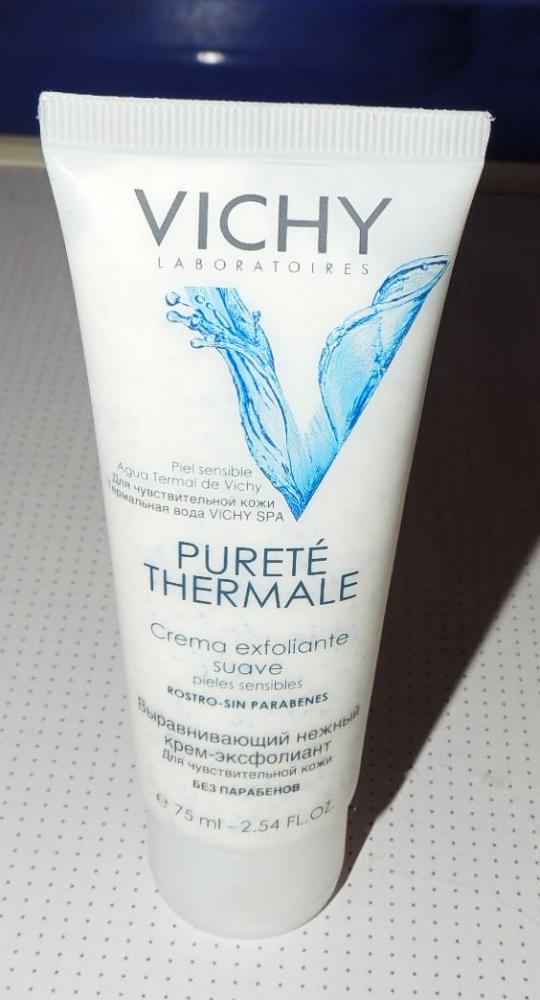 VICHY
LABORATOIRES
Piel sensible
Agua Termal de Vichy
Для чувствительной кожи
Термальная вода VICHY SPA
PURETÉ
THERMALE
Crema exfoliante
suave
pieles sensibles
ROSTRO-SIN PARABENES
Выравнивающий нежный
крем-эксфолиант
Для чувствительной кожи
БЕЗ ПАРАБЕНОВ
℮ 75 ml - 2.54 FL.OZ.